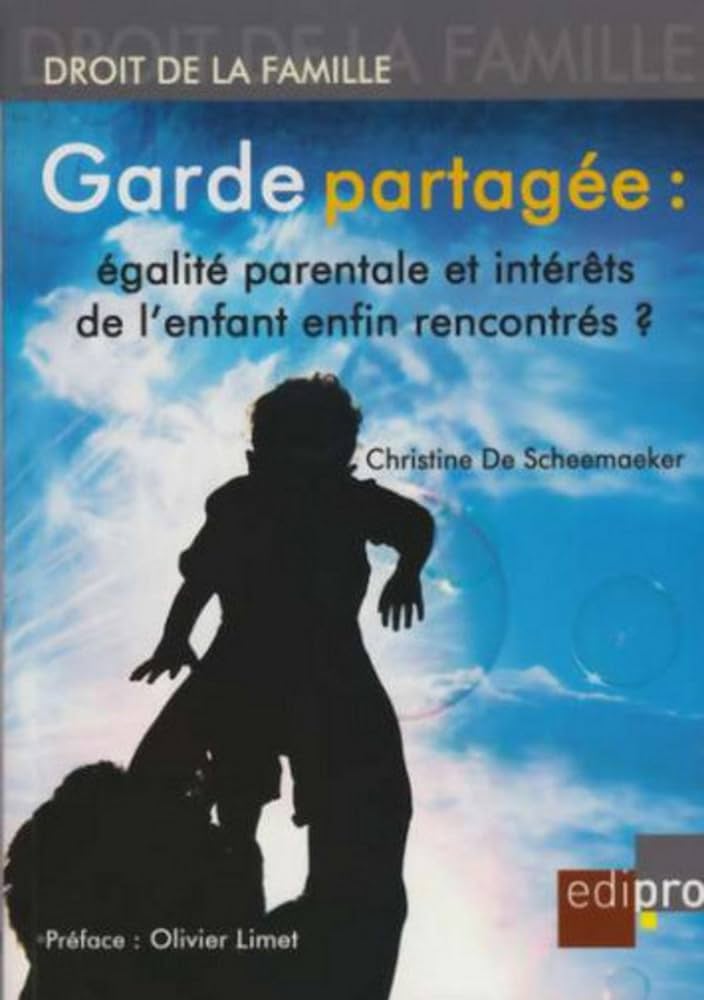 DROIT DE LA FAMILLE
DROIT DE LA FAMILLE
Garde partagée :
égalité parentale et intérêts
de l'enfant enfin rencontrés ?
Christine De Scheemaeker
edipro
Préface : Olivier Limet